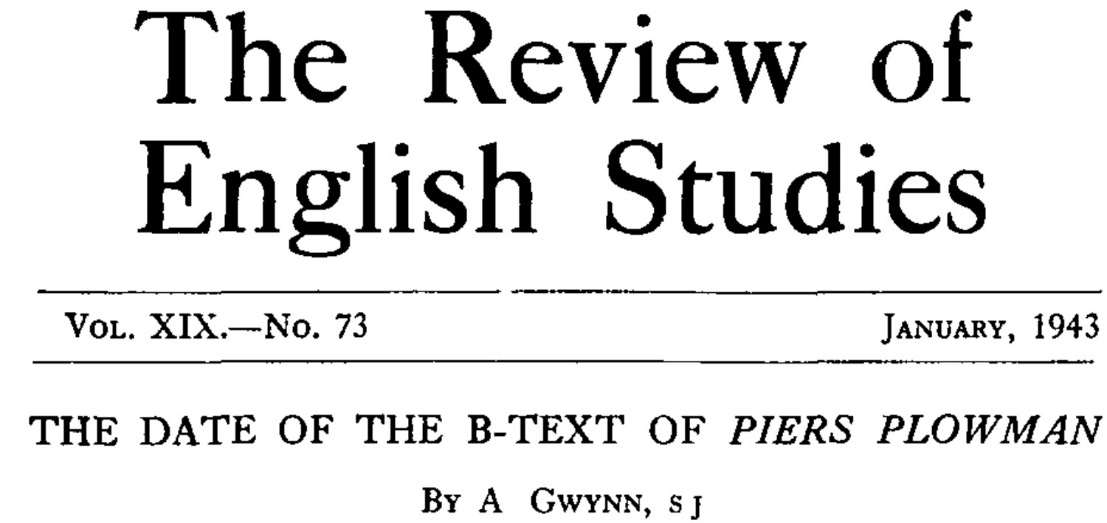 The Review of
English Studies
VOL. XIX.—NO. 73 JANUARY, 1943
THE DATE OF THE B-TEXT OF PIERS PLOWMAN
BY A GWYNN, S J